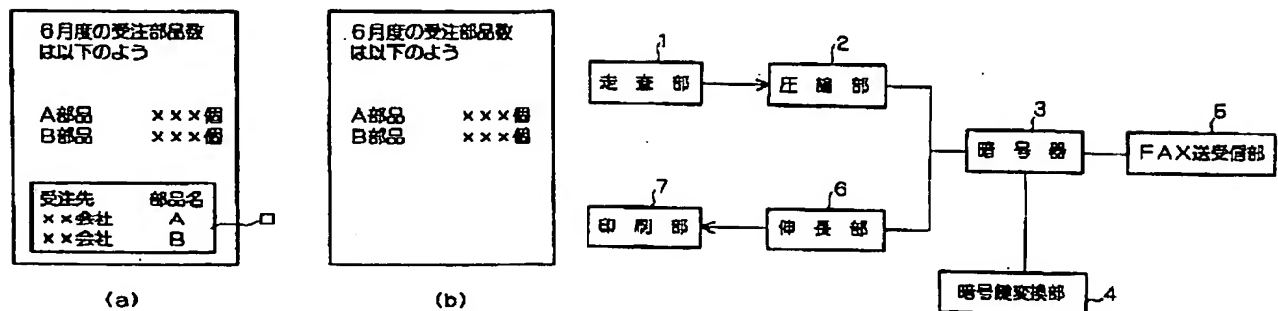 6月度の受注部品数
は以下のよう
A部品 ×××個
B部品 ×××個
受注先 部品名
××会社 A
××会社 B
ロ
(a)
6月度の受注部品数
は以下のよう
A部品 ×××個
B部品 ×××個
(b)
1
走査部
2
圧縮部
3
暗号器
5
FAX送受信部
7
印刷部
6
伸長部
暗号鍵変換部
4